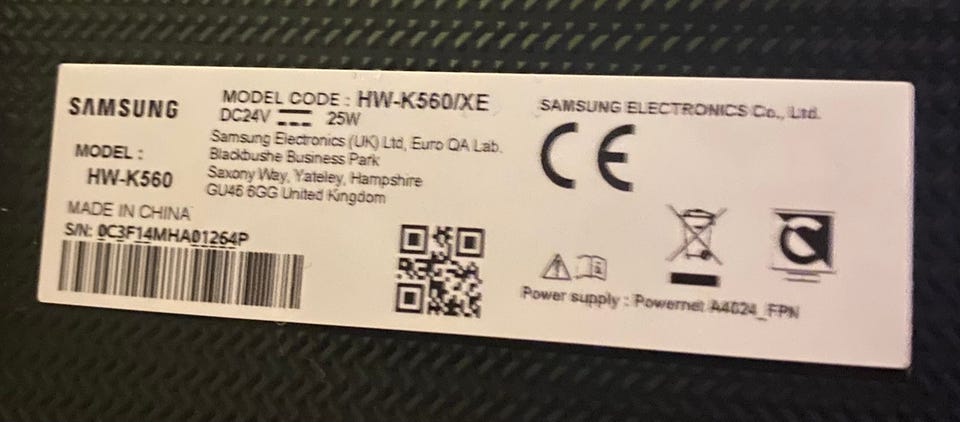 SAMSUNG
MODEL :
HW-K560
MADE IN CHINA
S/N: 0C3F14MHA01264P
MODEL CODE : HW-K560/XE
DC24V 25W
Samsung Electronics (UK) Ltd, Euro QA Lab.
Blackbushe Business Park
Saxony Way, Yateley, Hampshire
GU46 6GG United Kingdom
REF-A
SAMSUNG ELECTRONICS Co., Ltd.
CE
Power supply : Powernet A4024_FPN